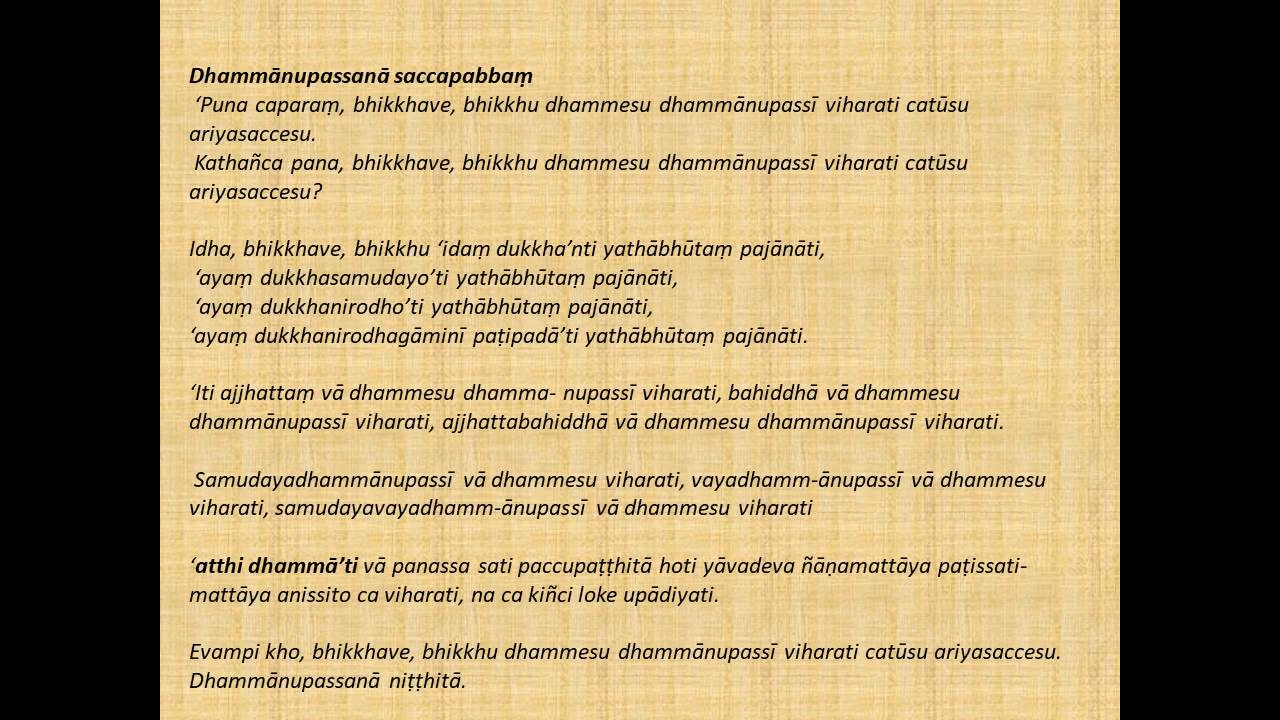 Dhammānupassanā saccapabbaṃ
‘Puna caparaṃ, bhikkhave, bhikkhu dhammesu dhammānupassī viharati catūsu
ariyasaccesu.
Kathañca pana, bhikkhave, bhikkhu dhammesu dhammānupassī viharati catūsu
ariyasaccesu?
Idha, bhikkhave, bhikkhu ‘idaṃ dukkha’nti yathābhūtaṃ pajānāti,
‘ayaṃ dukkhasamudayo’ti yathābhūtaṃ pajānāti,
‘ayaṃ dukkhanirodho’ti yathābhūtaṃ pajānāti,
‘ayaṃ dukkhanirodhagāminī paṭipadā’ti yathābhūtaṃ pajānāti.
‘Iti ajjhattaṃ vā dhammesu dhamma- nupassī viharati, bahiddhā vā dhammesu
dhammānupassī viharati, ajjhattabahiddhā vā dhammesu dhammānupassī viharati.
Samudayadhammānupassī vā dhammesu viharati, vayadhamm-ānupassī vā dhammesu
viharati, samudayavayadhamm-ānupassī vā dhammesu viharati
‘atthi dhammā’ti vā panassa sati paccupaṭṭhitā hoti yāvadeva ñāṇamattāya paṭissati-
mattāya anissito ca viharati, na ca kiñci loke upādiyati.
Evampi kho, bhikkhave, bhikkhu dhammesu dhammānupassī viharati catūsu ariyasaccesu.
Dhammānupassanā niṭṭhitā.